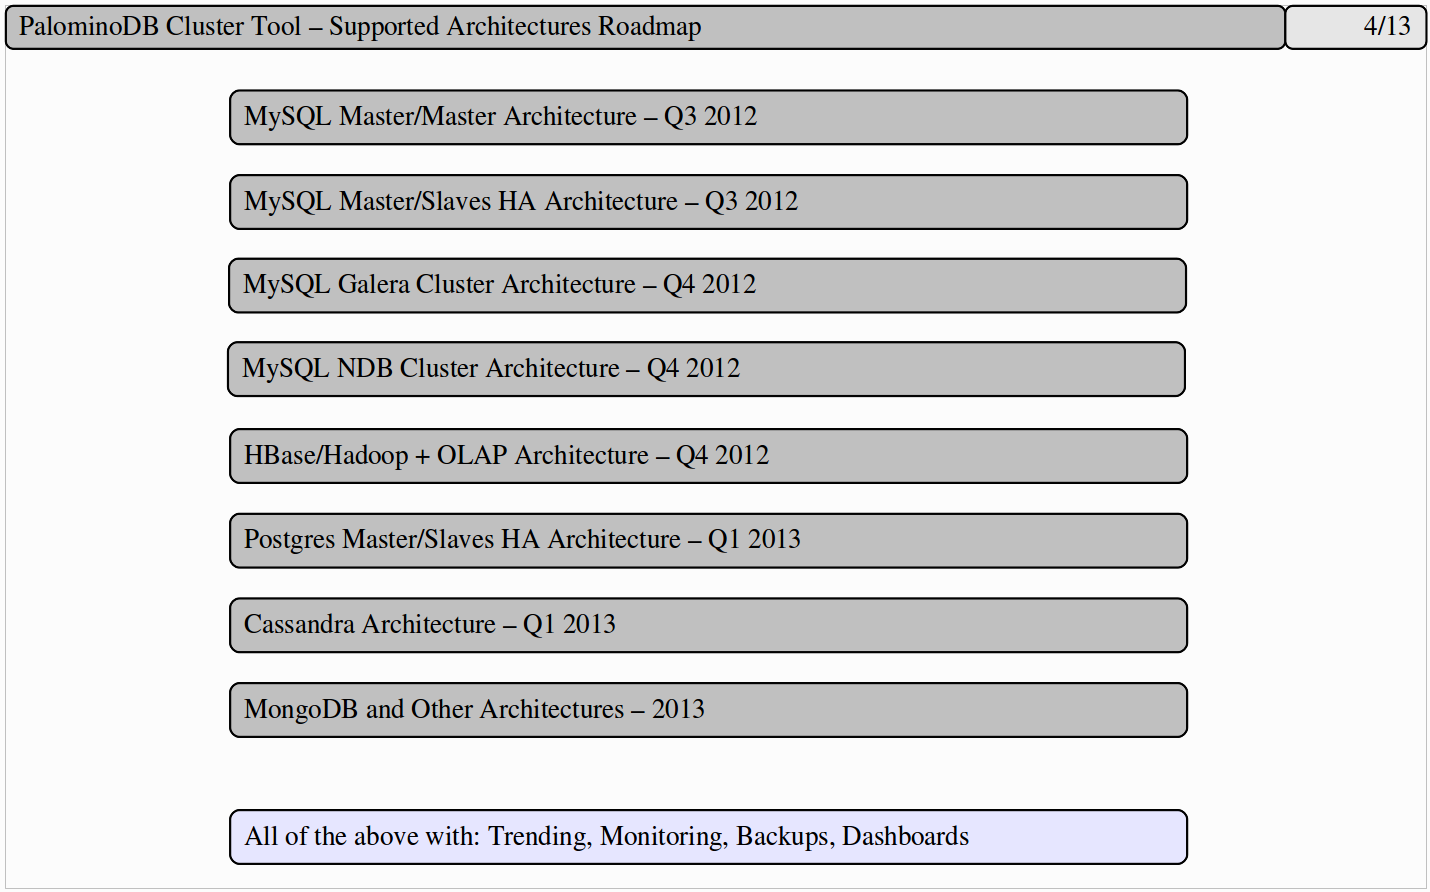 PalominoDB Cluster Tool – Supported Architectures Roadmap
4/13
MySQL Master/Master Architecture – Q3 2012
MySQL Master/Slaves HA Architecture – Q3 2012
MySQL Galera Cluster Architecture – Q4 2012
MySQL NDB Cluster Architecture – Q4 2012
HBase/Hadoop + OLAP Architecture – Q4 2012
Postgres Master/Slaves HA Architecture – Q1 2013
Cassandra Architecture – Q1 2013
MongoDB and Other Architectures – 2013
All of the above with: Trending, Monitoring, Backups, Dashboards